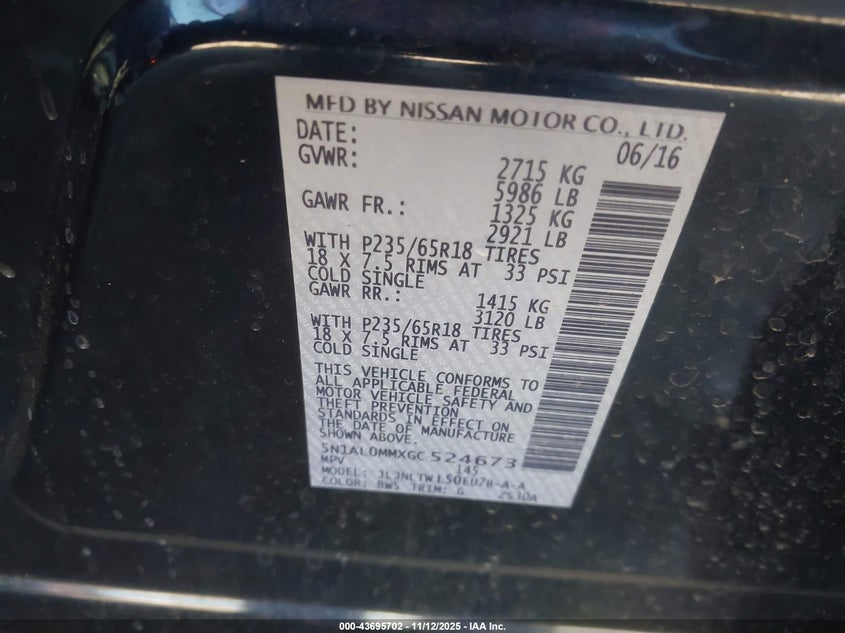 MFD BY NISSAN MOTOR CO., LTD.
DATE: 06/16
GVWR: 2715 KG
5986 LB
GAWR FR.: 1325 KG
2921 LB
WITH P235/65R18 TIRES
18 X 7.5 RIMS AT 33 PSI
COLD SINGLE
GAWR RR.: 1415 KG
3120 LB
WITH P235/65R18 TIRES
18 X 7.5 RIMS AT 33 PSI
COLD SINGLE
THIS VEHICLE CONFORMS TO
ALL APPLICABLE FEDERAL
MOTOR VEHICLE SAFETY AND
THEFT PREVENTION
STANDARDS IN EFFECT ON
THE DATE OF MANUFACTURE
SHOWN ABOVE
5N1AL0MMXGC524673
MPV 145
MODEL:
COLOR: BW5 TRIM: G
000-43695702 - 11/12/2025 - IAA Inc.